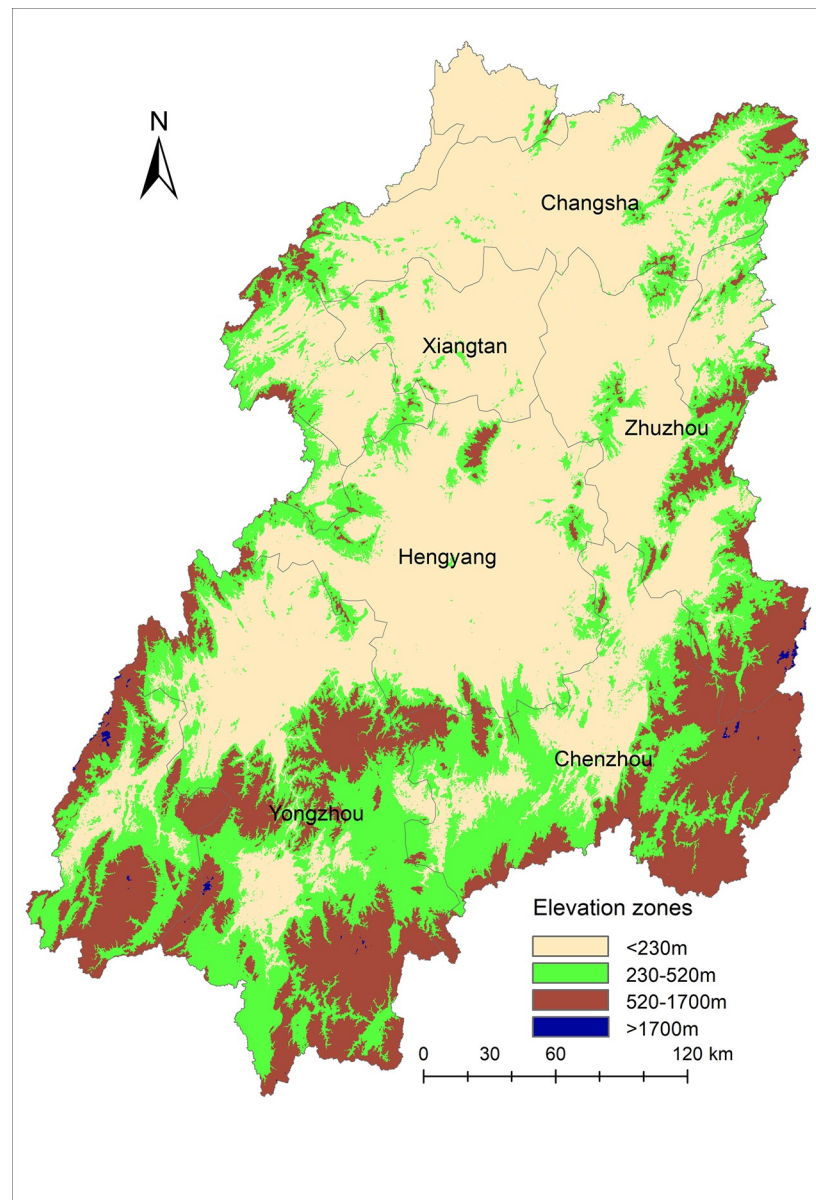 N
Changsha
Xiangtan
Zhuzhou
Hengyang
Chenzhou
Yongzhou
Elevation zones
<230m
230-520m
520-1700m
>1700m
0 30 60 120 km